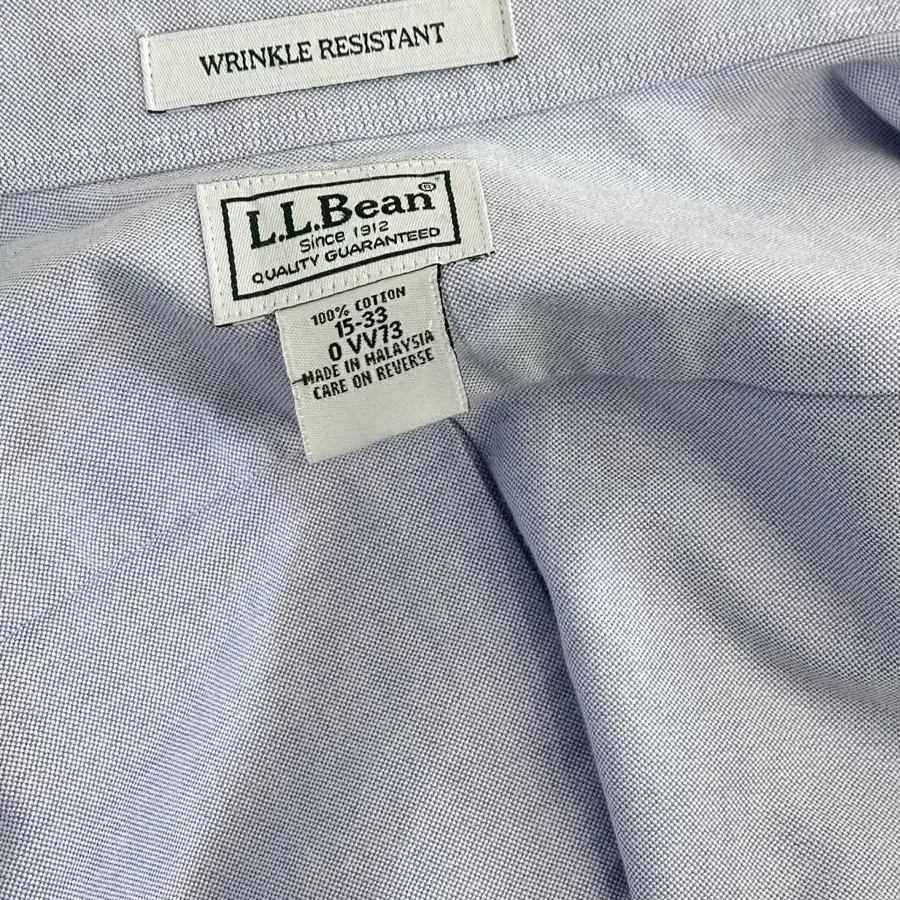 WRINKLE RESISTANT
L.L.Bean®
Since 1912
QUALITY GUARANTEED
100% COTTON
15-33
0 VV73
MADE IN MALAYSIA
CARE ON REVERSE